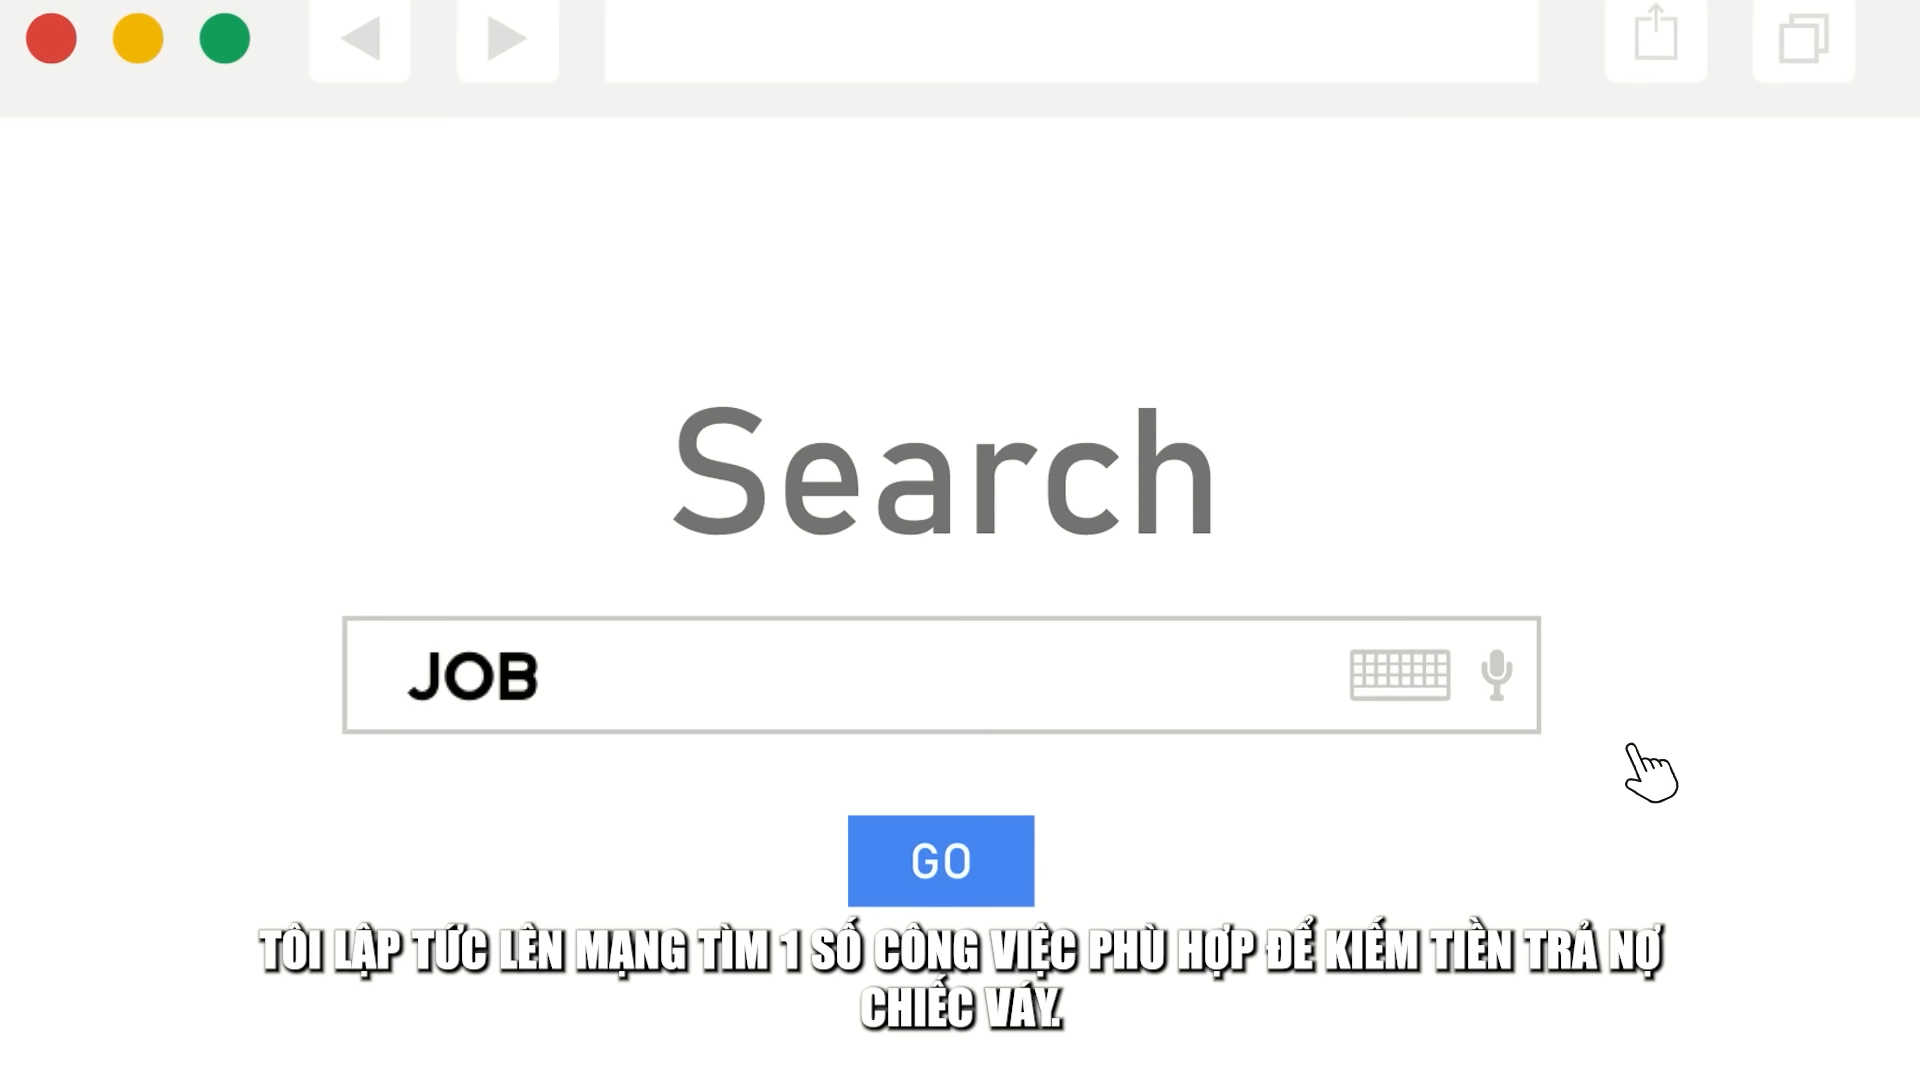 Search
JOB
GO
TÔI LẬP TỨC LÊN MẠNG TÌM 1 SỐ CÔNG VIỆC PHÙ HỢP ĐỂ KIẾM TIỀN TRẢ NỢ
CHIẾC VÁY.